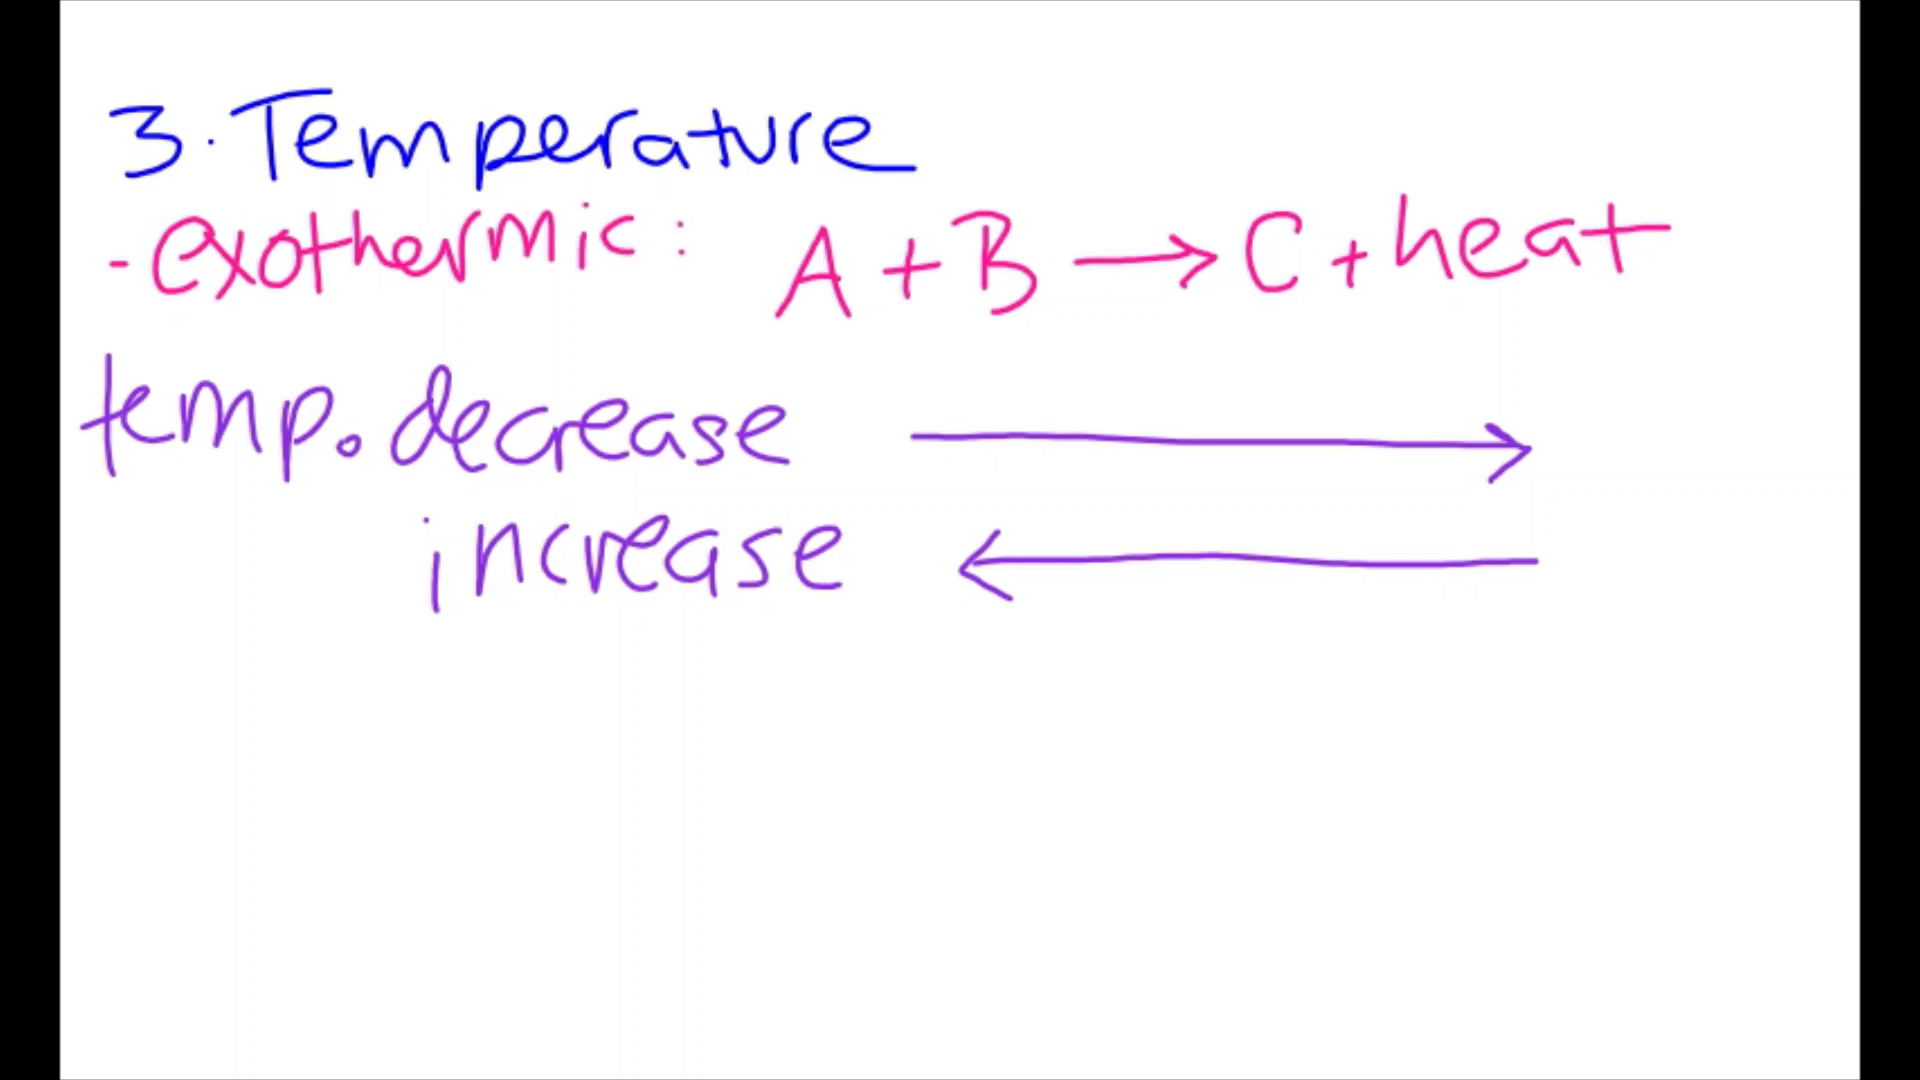 3. Temperature
- exothermic: A + B → C + heat
temp. decrease →
increase ←